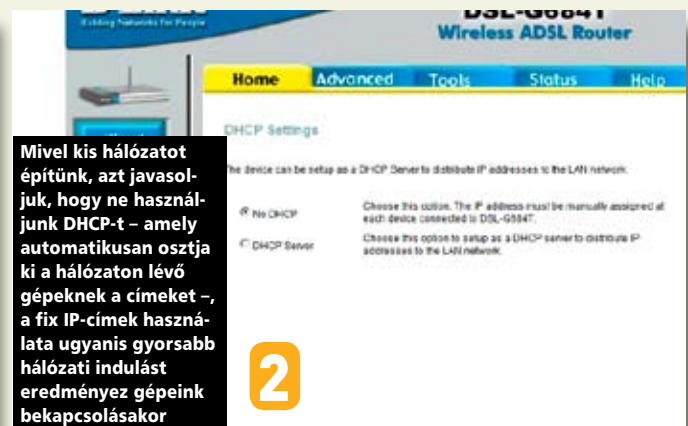 Building Networks for People
DSL-G684T
Wireless ADSL Router
Home Advanced Tools Status Help
DHCP Settings
The device can be setup as a DHCP Server to distribute IP addresses to the LAN network.
No DHCP
Choose this option. The IP address must be manually assigned at
each device connected to DSL-G684T.
DHCP Server
Choose this option to setup as a DHCP server to distribute IP
addresses to the LAN network.
Mivel kis hálózatot
építünk, azt javasol-
juk, hogy ne használ-
junk DHCP-t – amely
automatikusan osztja
ki a hálózaton lévő
gépeknek a címeket –,
a fix IP-címek haszná-
lata ugyanis gyorsabb
hálózati indulást
eredményez gépeink
bekapcsolásakor
2